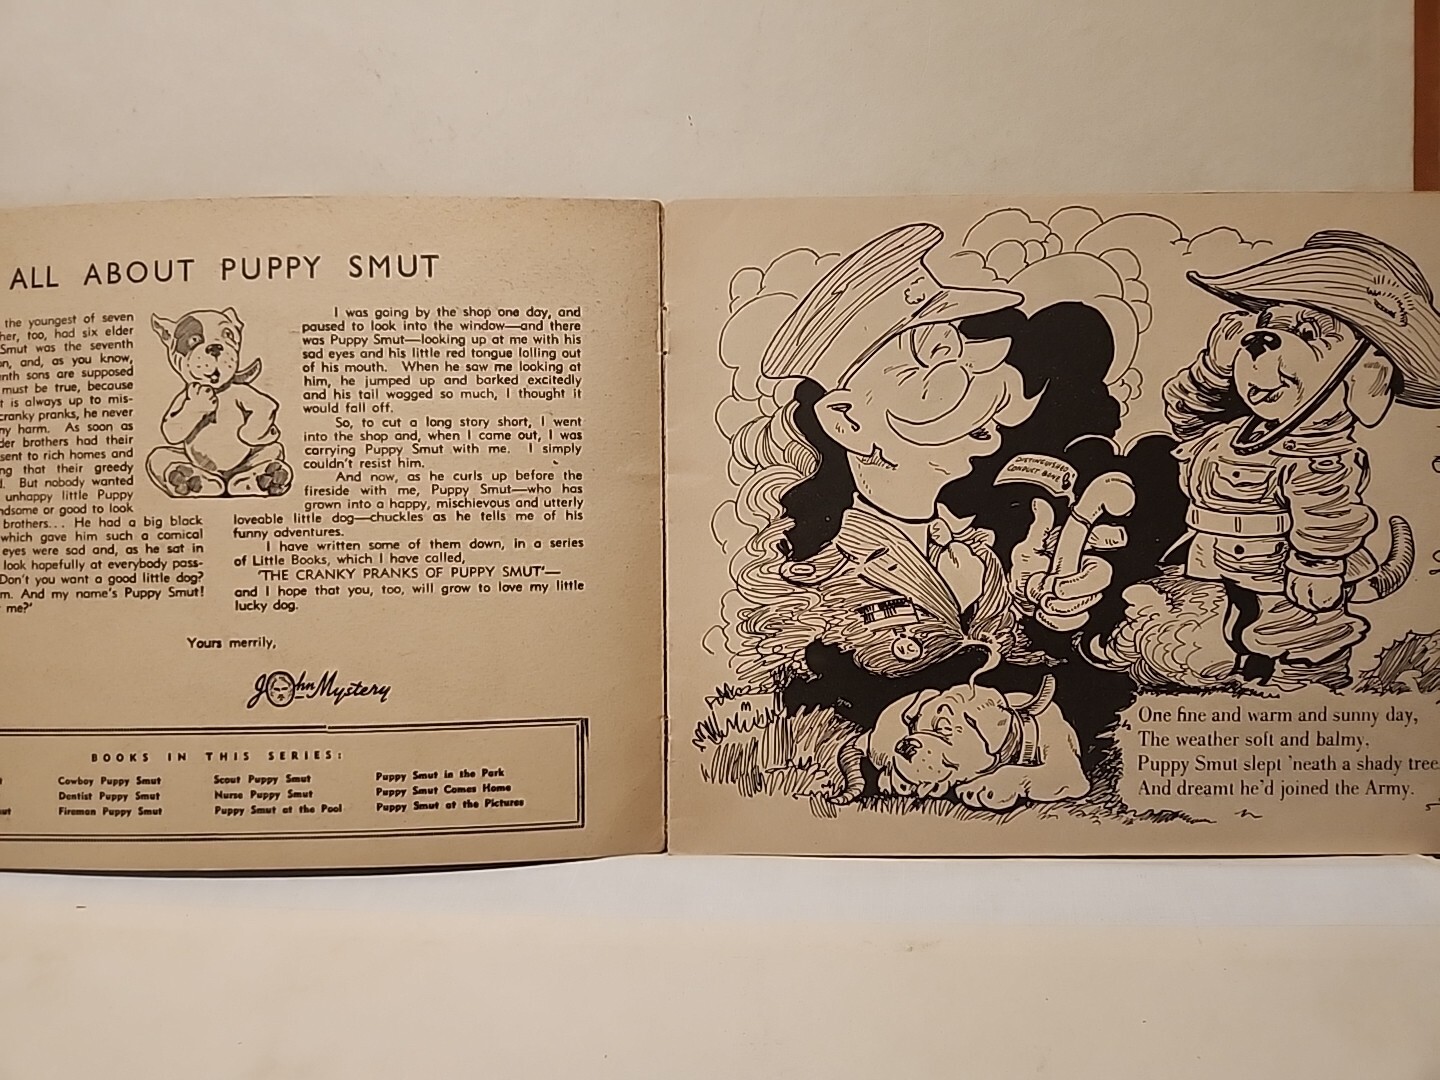 ALL ABOUT PUPPY SMUT
the youngest of seven
her, too, had six elder
Smut was the seventh
n, and, as you know,
nth sons are supposed
must be true, because
t is always up to mis-
cranky pranks, he never
ny harm. As soon as
der brothers had their
sent to rich homes and
ng that their greedy
d. But nobody wanted
unhappy little Puppy
ndsome or good to look
brothers... He had a big black
which gave him such a comical
eyes were sad and, as he sat in
look hopefully at everybody pass-
Don't you want a good little dog?
m. And my name's Puppy Smut!
me?'
I was going by the shop one day, and
paused to look into the window—and there
was Puppy Smut—looking up at me with his
sad eyes and his little red tongue lolling out
of his mouth. When he saw me looking at
him, he jumped up and barked excitedly
and his tail wagged so much, I thought it
would fall off.
So, to cut a long story short, I went
into the shop and, when I came out, I was
carrying Puppy Smut with me. I simply
couldn't resist him.
And now, as he curls up before the
fireside with me, Puppy Smut—who has
grown into a happy, mischievous and utterly
loveable little dog—chuckles as he tells me of his
funny adventures.
I have written some of them down, in a series
of Little Books, which I have called,
'THE CRANKY PRANKS OF PUPPY SMUT'—
and I hope that you, too, will grow to love my little
lucky dog.
Yours merrily,
John Mystery
BOOKS IN THIS SERIES:
Cowboy Puppy Smut
Dentist Puppy Smut
Fireman Puppy Smut
Scout Puppy Smut
Nurse Puppy Smut
Puppy Smut at the Pool
Puppy Smut in the Park
Puppy Smut Comes Home
Puppy Smut at the Pictures
DISTINGUISHED
CONDUCT BONE
V.C.
One fine and warm and sunny day,
The weather soft and balmy,
Puppy Smut slept 'neath a shady tree
And dreamt he'd joined the Army.